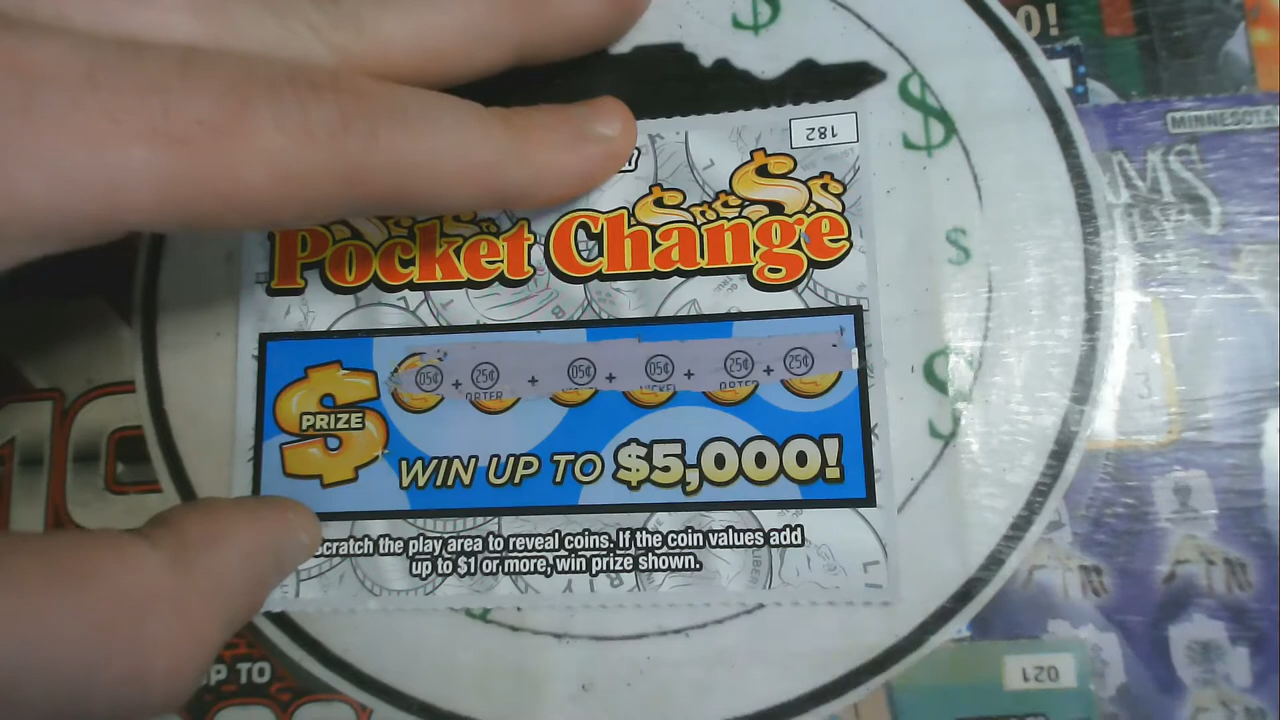 0!
MINNESOTA
182
Pocket Change
05¢ + 25¢ + 05¢ + 05¢ + 25¢ + 25¢
QRTER NICKEL QRTER
PRIZE
WIN UP TO $5,000!
Scratch the play area to reveal coins. If the coin values add
up to $1 or more, win prize shown.
10
UP TO
021